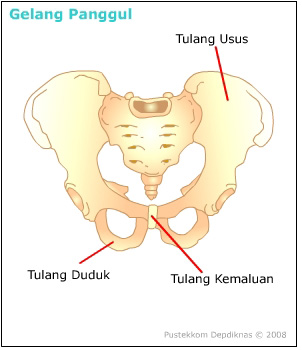 Gelang Panggul
Tulang Usus
Tulang Duduk
Tulang Kemaluan
Pustekkom Depdiknas © 2008